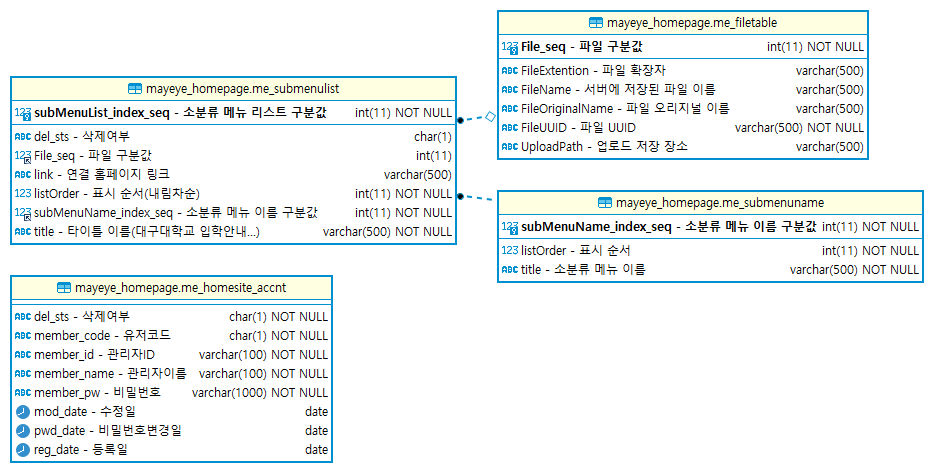 mayeye_homepage.me_filetable
123 File_seq - 파일 구분값 int(11) NOT NULL
ABC FileExtention - 파일 확장자 varchar(500)
ABC FileName - 서버에 저장된 파일 이름 varchar(500)
ABC FileOriginalName - 파일 오리지널 이름 varchar(500)
ABC FileUUID - 파일 UUID varchar(500) NOT NULL
ABC UploadPath - 업로드 저장 장소 varchar(500)
mayeye_homepage.me_submenulist
123 subMenuList_index_seq - 소분류 메뉴 리스트 구분값 int(11) NOT NULL
ABC del_sts - 삭제여부 char(1)
123 File_seq - 파일 구분값 int(11)
ABC link - 연결 홈페이지 링크 varchar(500)
123 listOrder - 표시 순서(내림차순) int(11) NOT NULL
123 subMenuName_index_seq - 소분류 메뉴 이름 구분값 int(11) NOT NULL
ABC title - 타이틀 이름(대구대학교 입학안내...) varchar(500) NOT NULL
mayeye_homepage.me_submenuname
123 subMenuName_index_seq - 소분류 메뉴 이름 구분값 int(11) NOT NULL
123 listOrder - 표시 순서 int(11) NOT NULL
ABC title - 소분류 메뉴 이름 varchar(500) NOT NULL
mayeye_homepage.me_homesite_accnt
ABC del_sts - 삭제여부 char(1) NOT NULL
ABC member_code - 유저코드 char(1) NOT NULL
ABC member_id - 관리자ID varchar(100) NOT NULL
ABC member_name - 관리자이름 varchar(100) NOT NULL
ABC member_pw - 비밀번호 varchar(1000) NOT NULL
mod_date - 수정일 date
pwd_date - 비밀번호변경일 date
reg_date - 등록일 date